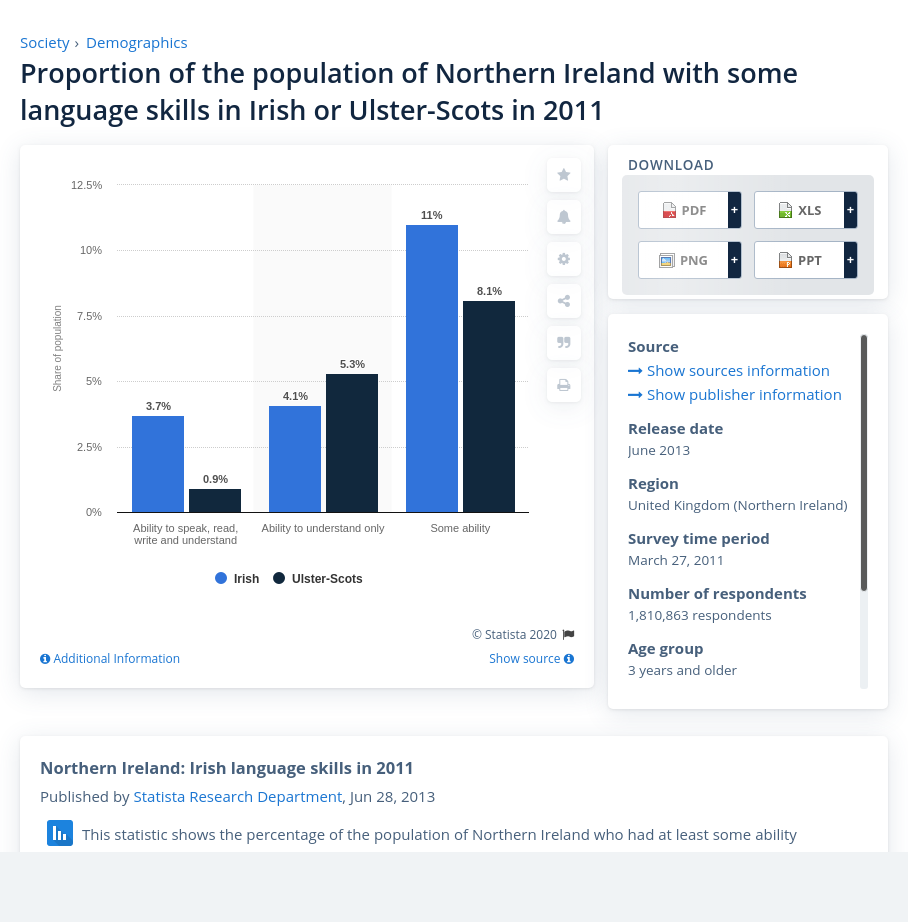 Society › Demographics
Proportion of the population of Northern Ireland with some
language skills in Irish or Ulster-Scots in 2011
12.5%
10%
7.5%
5%
2.5%
0%
Share of population
3.7%
0.9%
4.1%
5.3%
11%
8.1%
Ability to speak, read,
write and understand
Ability to understand only
Some ability
Irish
Ulster-Scots
© Statista 2020
Additional Information
Show source
DOWNLOAD
PDF +
XLS +
PNG +
PPT +
Source
Show sources information
Show publisher information
Release date
June 2013
Region
United Kingdom (Northern Ireland)
Survey time period
March 27, 2011
Number of respondents
1,810,863 respondents
Age group
3 years and older
Northern Ireland: Irish language skills in 2011
Published by Statista Research Department, Jun 28, 2013
This statistic shows the percentage of the population of Northern Ireland who had at least some ability